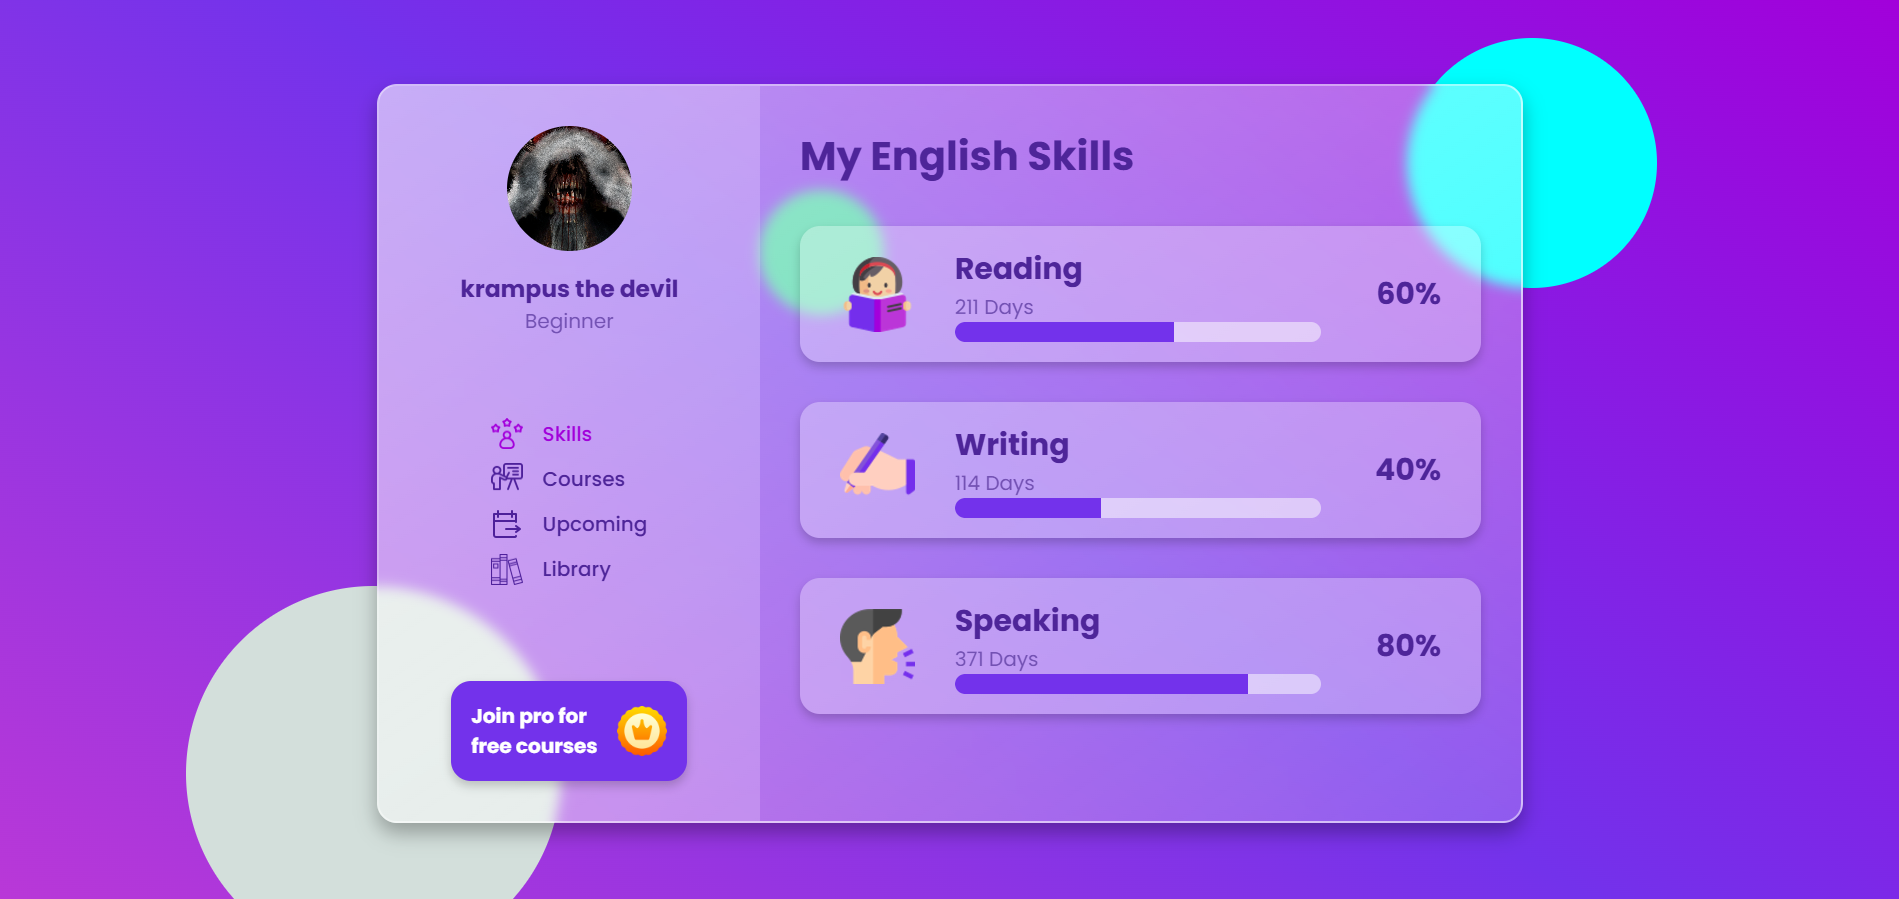 krampus the devil
Beginner
Skills
Courses
Upcoming
Library
Join pro for
free courses
My English Skills
Reading
211 Days
60%
Writing
114 Days
40%
Speaking
371 Days
80%